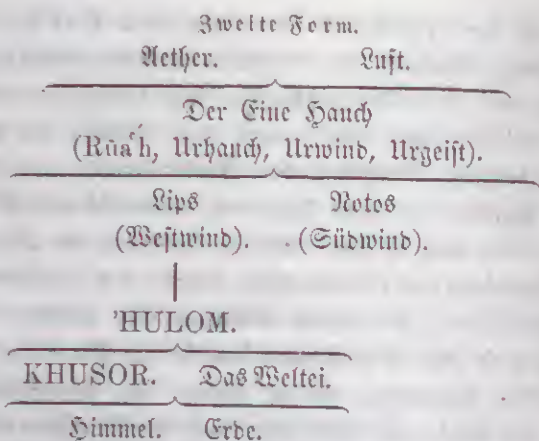 Zweite Form.
Aether. Luft.
Der Eine Hauch
(Rûa'h, Urhauch, Urwind, Urgeist).
Lips Notos
(Westwind). (Südwind).
'HULOM.
KHUSOR. Das Weltei.
Himmel. Erde.